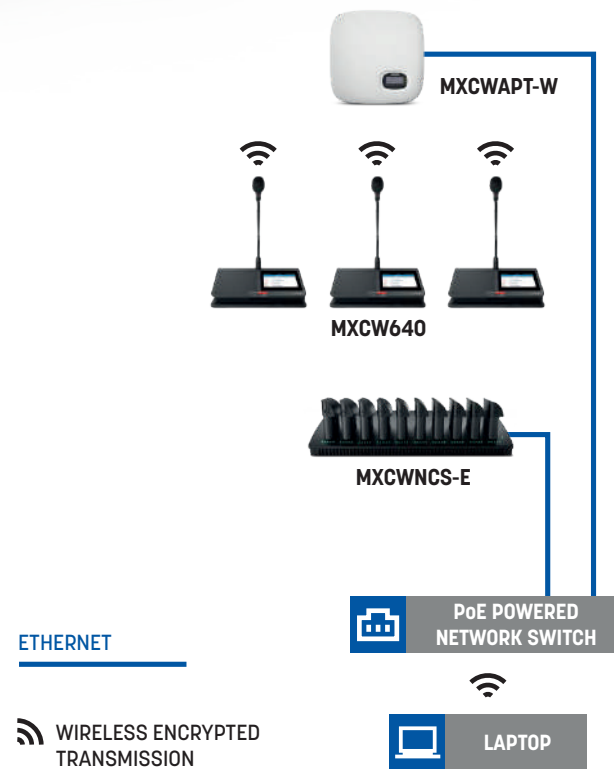 MXCWAPT-W
MXCW640
MXCWNCS-E
PoE POWERED
NETWORK SWITCH
ETHERNET
WIRELESS ENCRYPTED
TRANSMISSION
LAPTOP